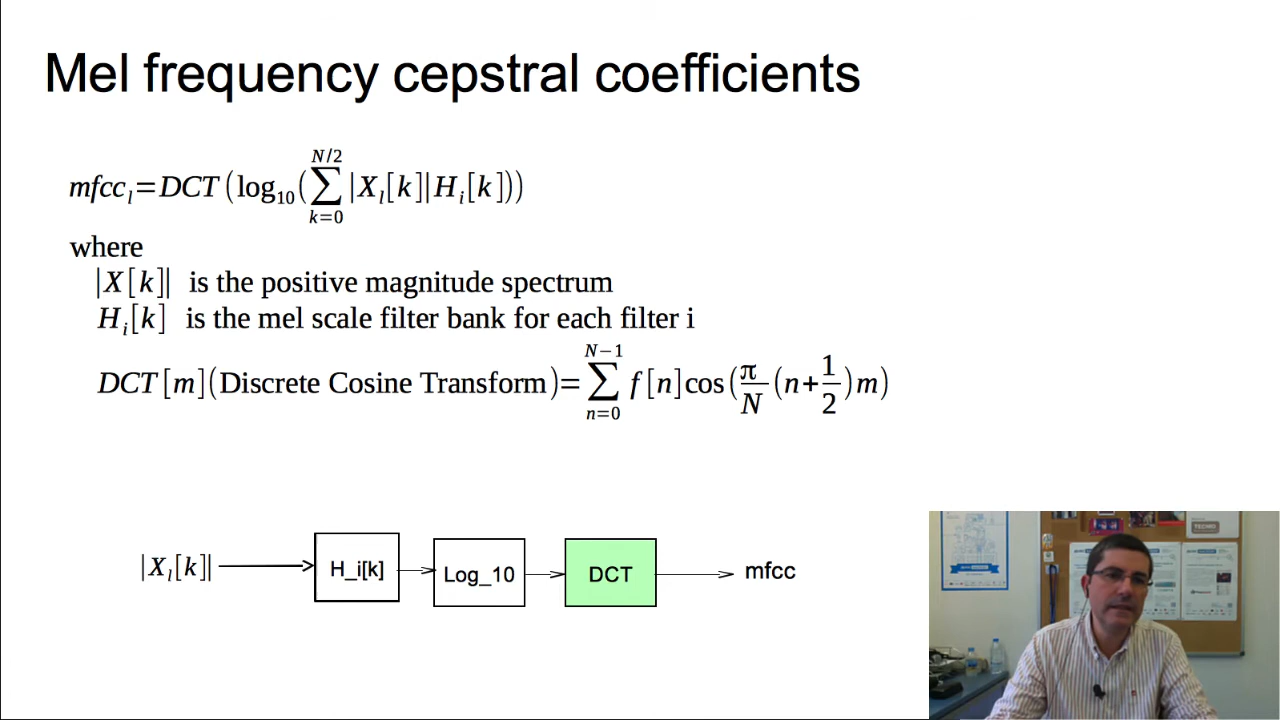 Mel frequency cepstral coefficients
mfcc_l=DCT(log_10(∑_{k=0}^{N/2}|X_l[k]|H_i[k]))
where
|X[k]| is the positive magnitude spectrum
H_i[k] is the mel scale filter bank for each filter i
DCT[m](Discrete Cosine Transform)=∑_{n=0}^{N−1} f[n]cos(π/N(n+1/2)m)
|X_l[k]| H_i[k] Log_10 DCT mfcc